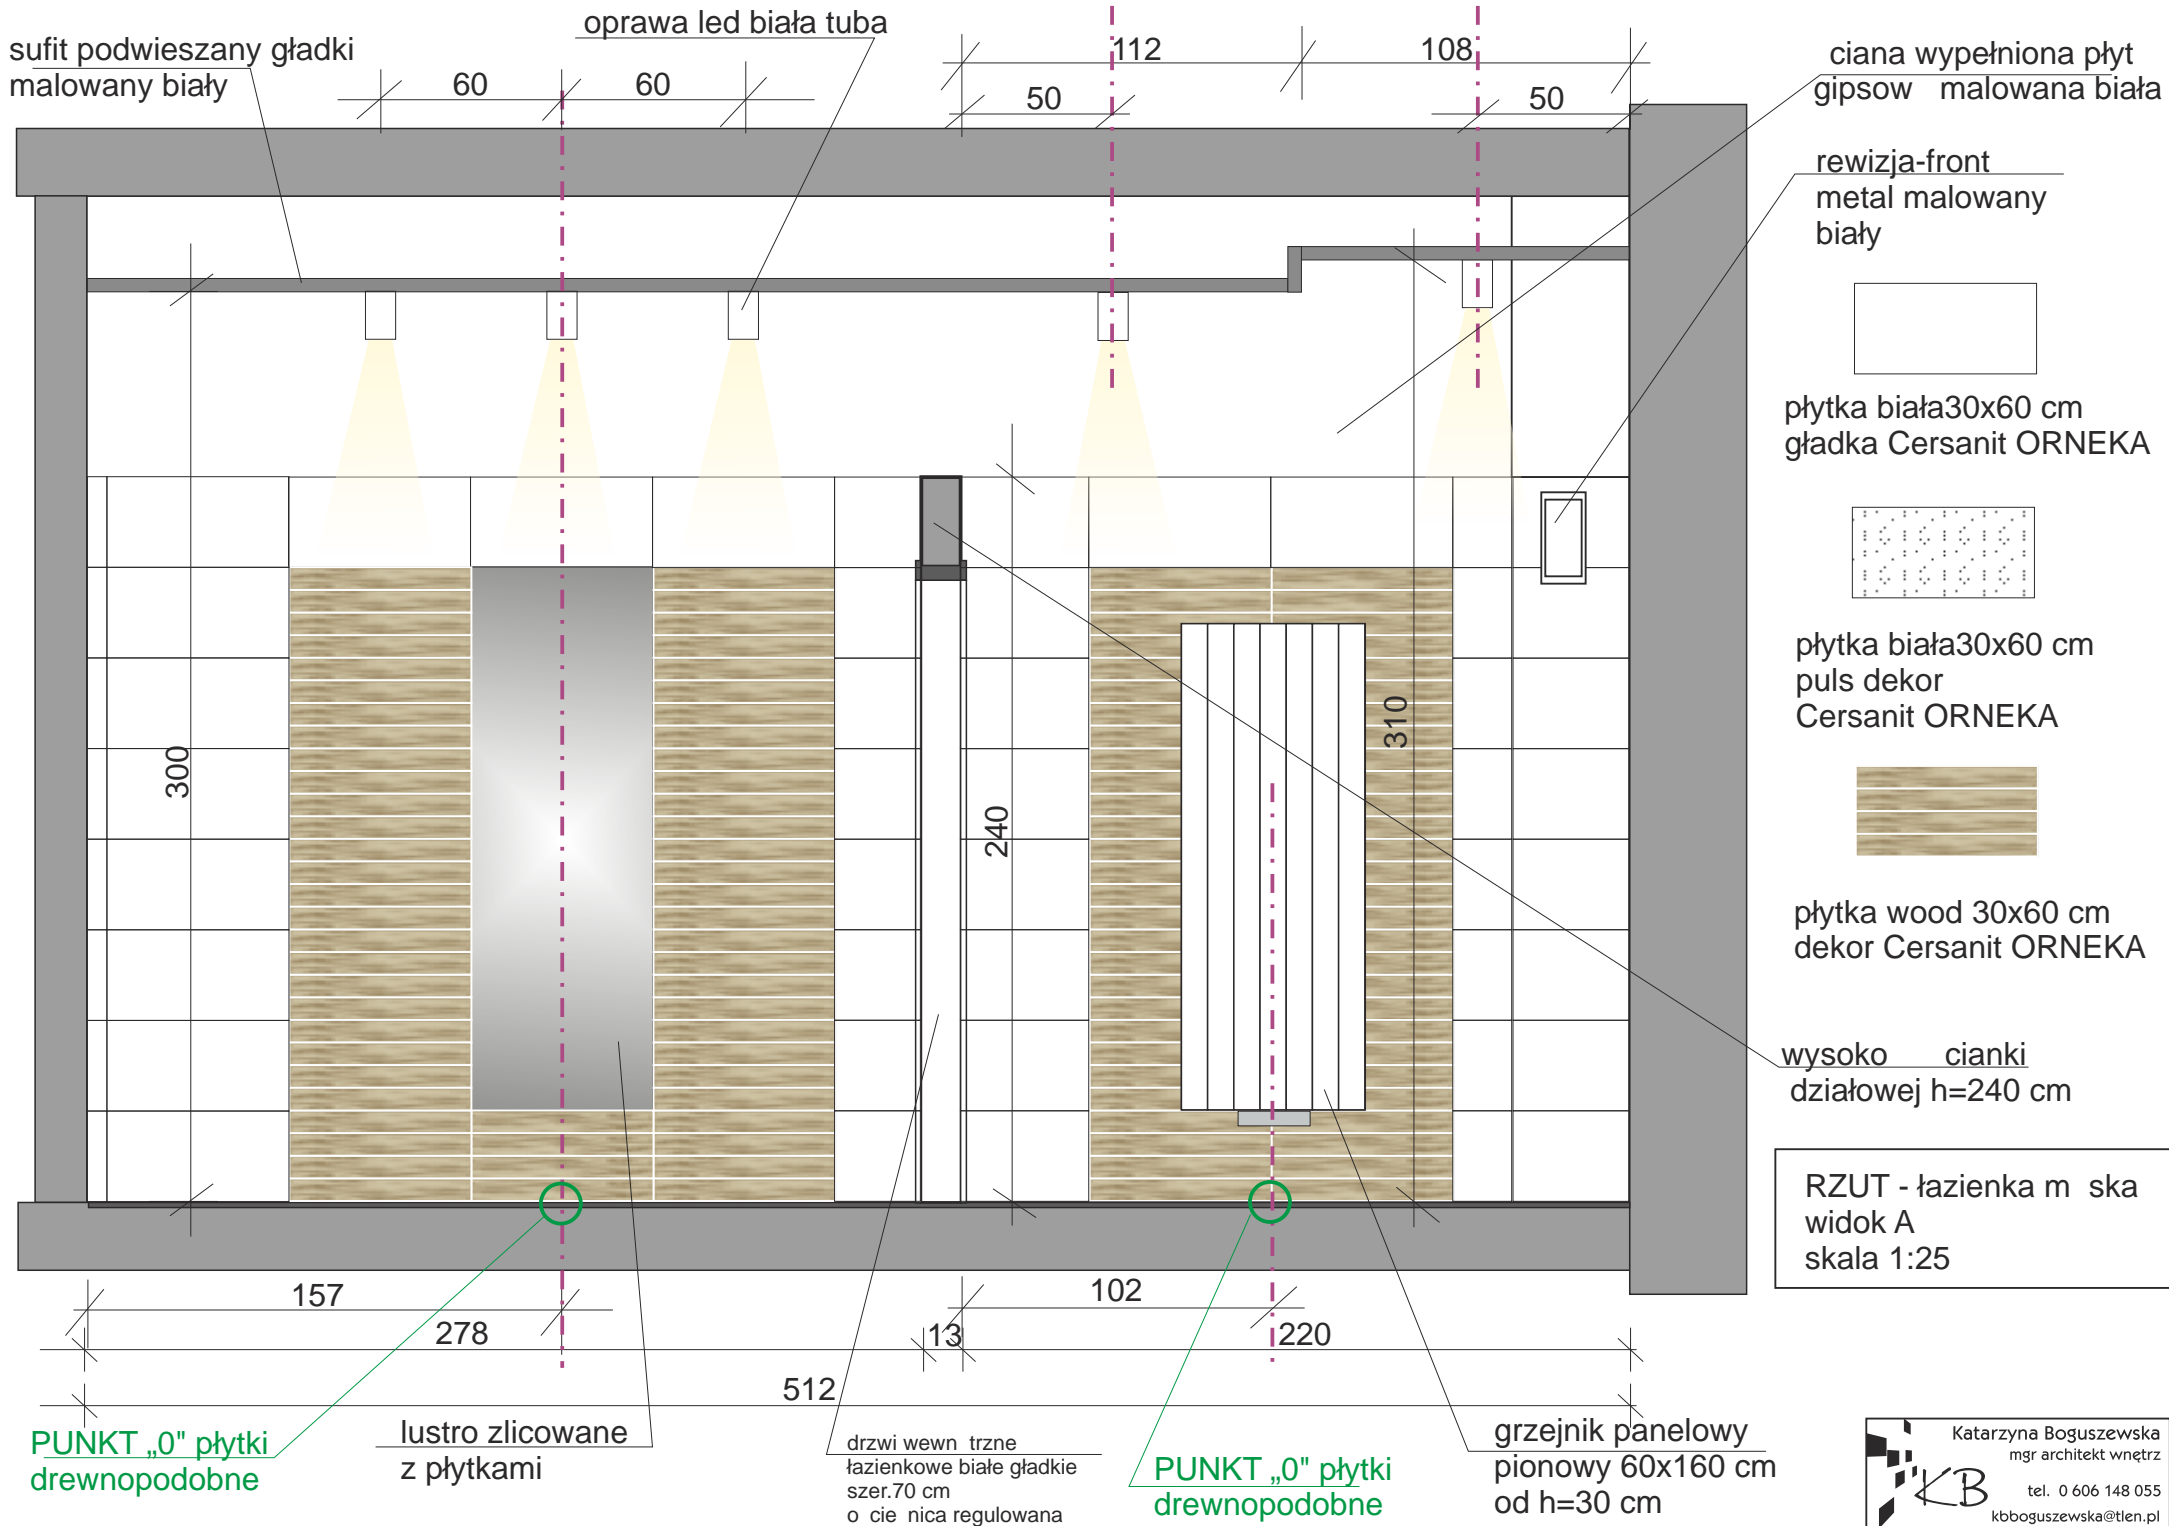 oprawa led biała tuba
sufit podwieszany gładki
malowany biały
60
60
112
108
50
50
ciana wypełniona płyt
gipsow malowana biała
rewizja-front
metal malowany
biały
płytka biała30x60 cm
gładka Cersanit ORNEKA
płytka biała30x60 cm
puls dekor
Cersanit ORNEKA
płytka wood 30x60 cm
dekor Cersanit ORNEKA
300
240
310
wysoko cianki
działowej h=240 cm
RZUT - łazienka m ska
widok A
skala 1:25
157
102
278
13
220
512
PUNKT „0" płytki
drewnopodobne
lustro zlicowane
z płytkami
drzwi wewn trzne
łazienkowe białe gładkie
szer.70 cm
o cie nica regulowana
PUNKT „0" płytki
drewnopodobne
grzejnik panelowy
pionowy 60x160 cm
od h=30 cm
Katarzyna Boguszewska
mgr architekt wnętrz
KB
tel. 0 606 148 055
kbboguszewska@tlen.pl